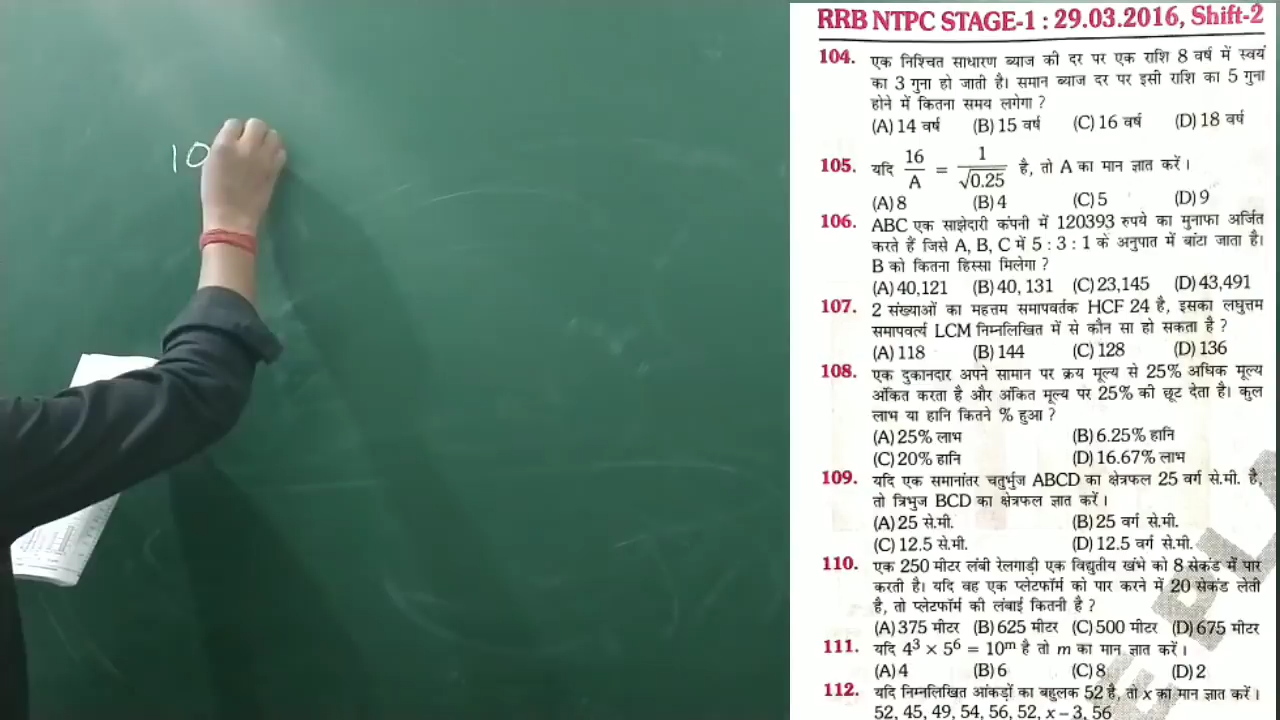 10
RRB NTPC STAGE-1 : 29.03.2016, Shift-2
104. एक निश्चित साधारण ब्याज की दर पर एक राशि 8 वर्ष में स्वयं
का 3 गुना हो जाती है। समान ब्याज दर पर इसी राशि का 5 गुना
होने में कितना समय लगेगा ?
(A) 14 वर्ष (B) 15 वर्ष (C) 16 वर्ष (D) 18 वर्ष
105. यदि 16/A = 1/√0.25 है, तो A का मान ज्ञात करें।
(A) 8 (B) 4 (C) 5 (D) 9
106. ABC एक साझेदारी कंपनी में 120393 रुपये का मुनाफा अर्जित
करते हैं जिसे A, B, C में 5 : 3 : 1 के अनुपात में बांटा जाता है।
B को कितना हिस्सा मिलेगा ?
(A) 40,121 (B) 40, 131 (C) 23,145 (D) 43,491
107. 2 संख्याओं का महत्तम समापवर्तक HCF 24 है, इसका लघुत्तम
समापवर्त्य LCM निम्नलिखित में से कौन सा हो सकता है ?
(A) 118 (B) 144 (C) 128 (D) 136
108. एक दुकानदार अपने सामान पर क्रय मूल्य से 25% अधिक मूल्य
अंकित करता है और अंकित मूल्य पर 25% की छूट देता है। कुल
लाभ या हानि कितने % हुआ ?
(A) 25% लाभ (B) 6.25% हानि
(C) 20% हानि (D) 16.67% लाभ
109. यदि एक समानांतर चतुर्भुज ABCD का क्षेत्रफल 25 वर्ग से.मी. है,
तो त्रिभुज BCD का क्षेत्रफल ज्ञात करें।
(A) 25 से.मी. (B) 25 वर्ग से.मी.
(C) 12.5 से.मी. (D) 12.5 वर्ग से.मी.
110. एक 250 मीटर लंबी रेलगाड़ी एक विद्युतीय खंभे को 8 सेकंड में पार
करती है। यदि वह एक प्लेटफॉर्म को पार करने में 20 सेकंड लेती
है, तो प्लेटफॉर्म की लंबाई कितनी है ?
(A) 375 मीटर (B) 625 मीटर (C) 500 मीटर (D) 675 मीटर
111. यदि 4³ × 5⁶ = 10ᵐ है तो m का मान ज्ञात करें।
(A) 4 (B) 6 (C) 8 (D) 2
112. यदि निम्नलिखित आंकड़ों का बहुलक 52 है, तो x का मान ज्ञात करें।
52, 45, 49, 54, 56, 52, x – 3, 56